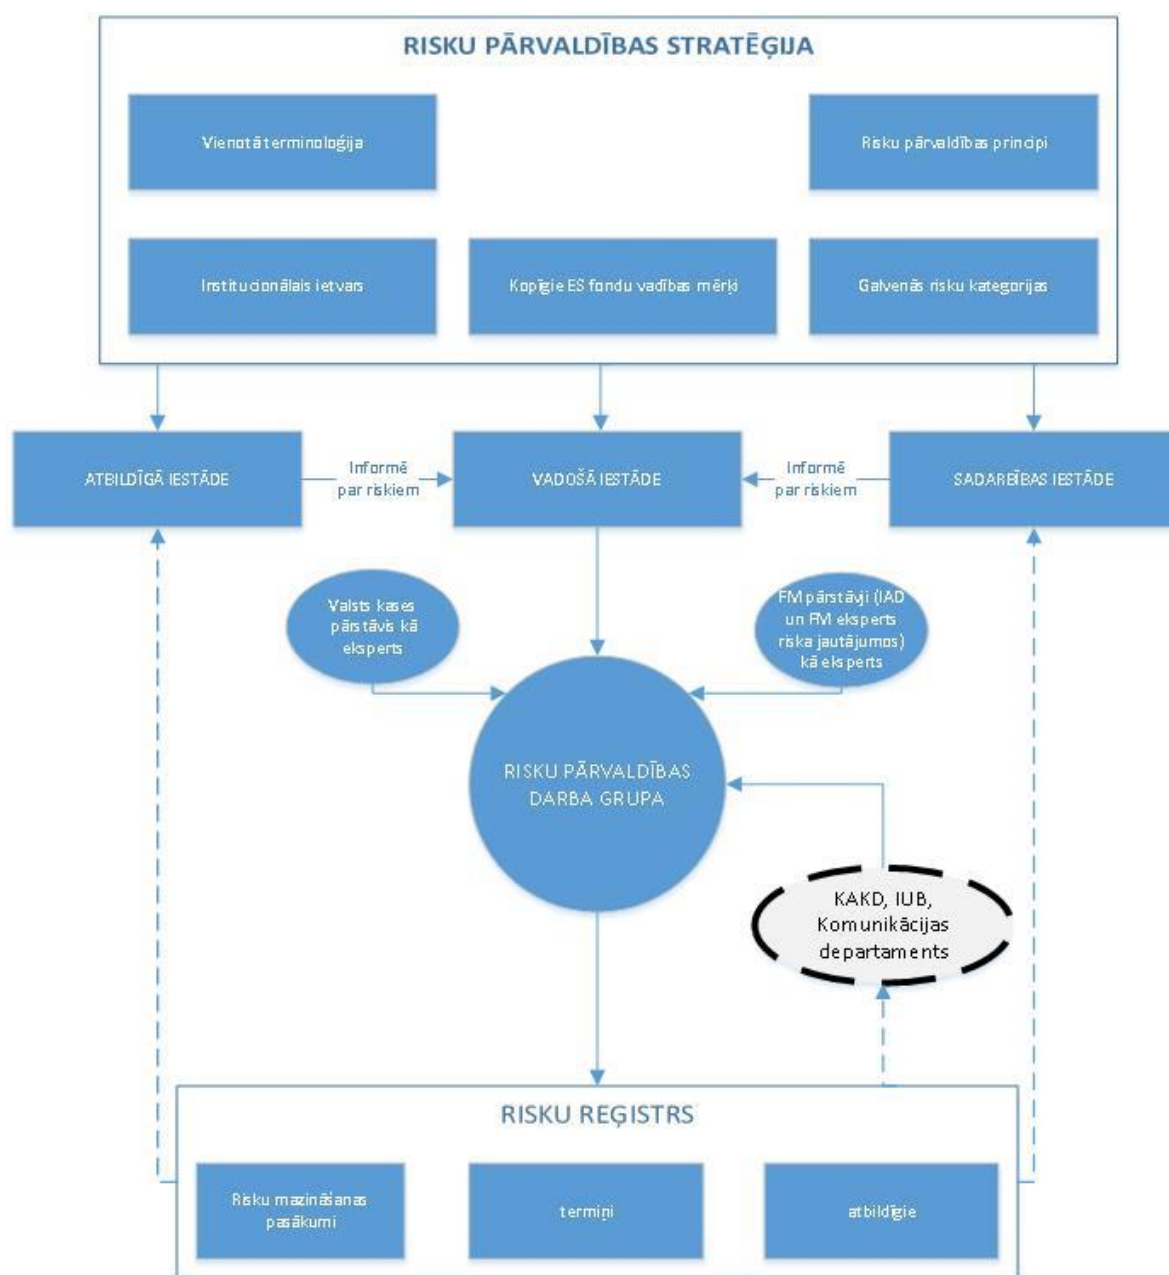 RISKU PĀRVALDĪBAS STRATĒĢIJA
Vienotā terminoloģija
Risku pārvaldības principi
Institucionālais ietvars
Kopīgie ES fondu vadības mērķi
Galvenās risku kategorijas
ATBILDĪGĀ IESTĀDE
Informē
par riskiem
VADOŠĀ IESTĀDE
Informē
par riskiem
SADARBĪBAS IESTĀDE
Valsts kases
pārstāvis kā
eksperts
FM pārstāvji (IAD
un FM eksperts
riska jautājumos)
kā eksperts
RISKU PĀRVALDĪBAS
DARBA GRUPA
KAKD, IUB,
Komunikācijas
departaments
RISKU REĢISTRS
Risku mazināšanas
pasākumi
termiņi
atbildīgie